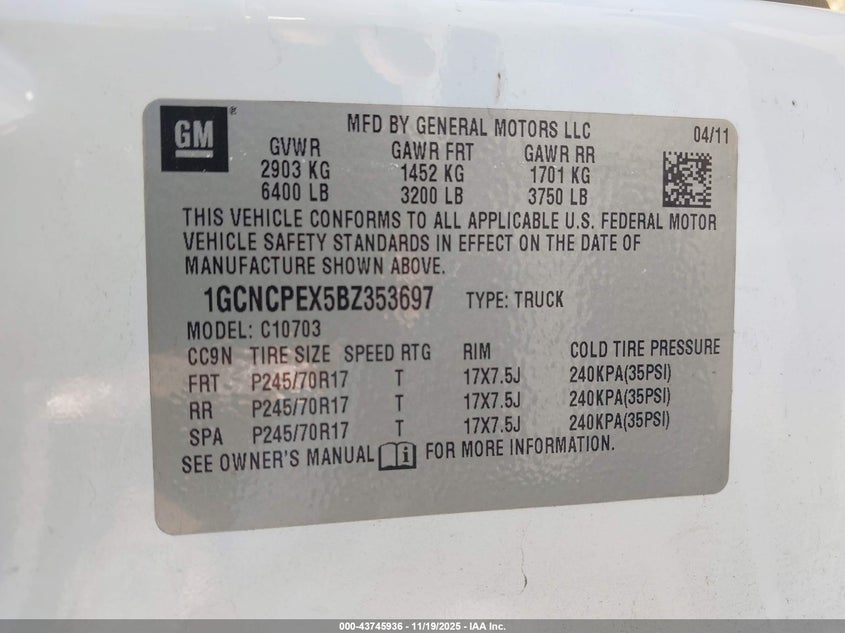 GM
®
MFD BY GENERAL MOTORS LLC 04/11
GVWR GAWR FRT GAWR RR
2903 KG 1452 KG 1701 KG
6400 LB 3200 LB 3750 LB
THIS VEHICLE CONFORMS TO ALL APPLICABLE U.S. FEDERAL MOTOR
VEHICLE SAFETY STANDARDS IN EFFECT ON THE DATE OF
MANUFACTURE SHOWN ABOVE.
1GCNCPEX5BZ353697 TYPE: TRUCK
MODEL: C10703
CC9N TIRE SIZE SPEED RTG RIM COLD TIRE PRESSURE
FRT P245/70R17 T 17X7.5J 240KPA(35PSI)
RR P245/70R17 T 17X7.5J 240KPA(35PSI)
SPA P245/70R17 T 17X7.5J 240KPA(35PSI)
SEE OWNER'S MANUAL i FOR MORE INFORMATION.
000-43745936 - 11/19/2025 - IAA Inc.